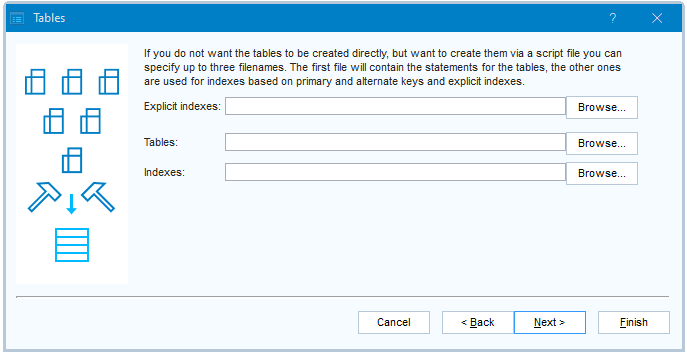 Tables
?
If you do not want the tables to be created directly, but want to create them via a script file you can
specify up to three filenames. The first file will contain the statements for the tables, the other ones
are used for indexes based on primary and alternate keys and explicit indexes.
Explicit indexes: Browse...
Tables: Browse...
Indexes: Browse...
Cancel < Back Next > Finish